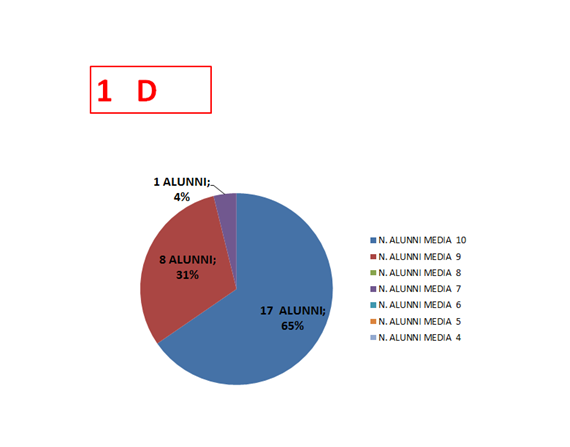 1 D
1 ALUNNI;
4%
8 ALUNNI;
31%
17 ALUNNI;
65%
N. ALUNNI MEDIA 10
N. ALUNNI MEDIA 9
N. ALUNNI MEDIA 8
N. ALUNNI MEDIA 7
N. ALUNNI MEDIA 6
N. ALUNNI MEDIA 5
N. ALUNNI MEDIA 4